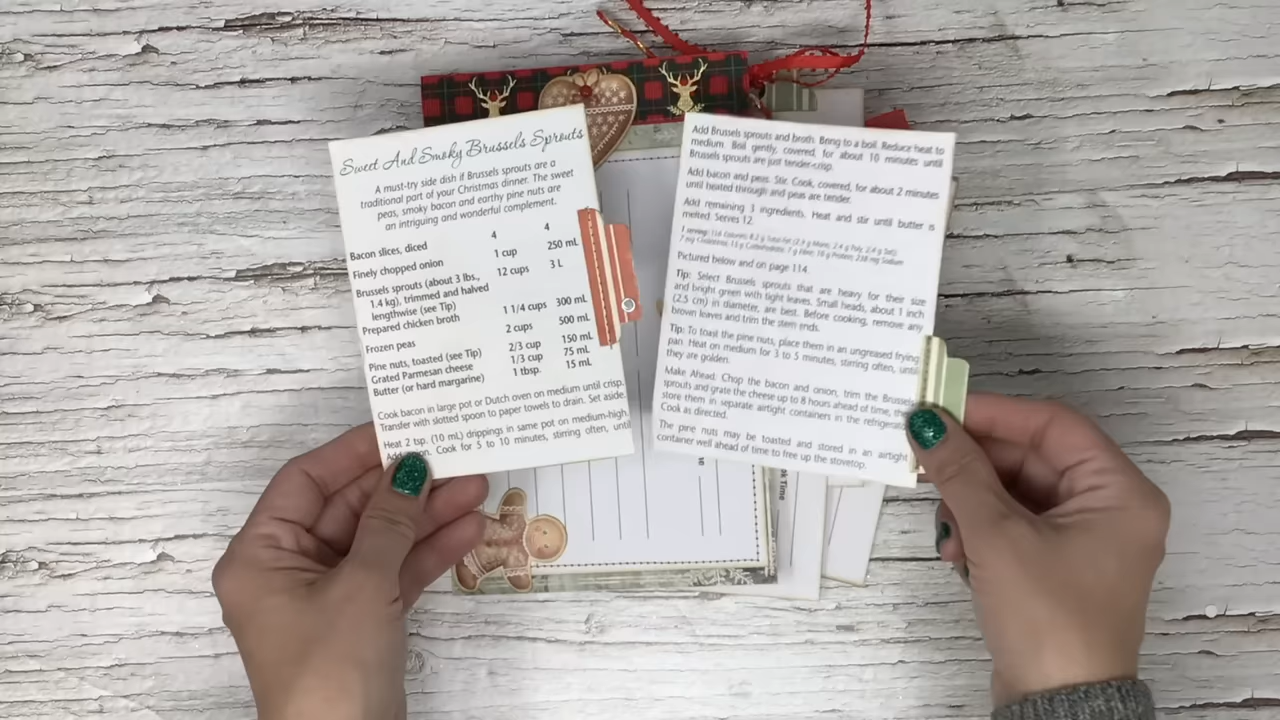 Sweet And Smoky Brussels Sprouts
A must-try side dish if Brussels sprouts are a
traditional part of your Christmas dinner. The sweet
peas, smoky bacon and earthy pine nuts are
an intriguing and wonderful complement.
Bacon slices, diced 4 4
Finely chopped onion 1 cup 250 mL
Brussels sprouts (about 3 lbs., 12 cups 3 L
1.4 kg), trimmed and halved
lengthwise (see Tip)
Prepared chicken broth 1 1/4 cups 300 mL
Frozen peas 2 cups 500 mL
Pine nuts, toasted (see Tip) 2/3 cup 150 mL
Grated Parmesan cheese 1/3 cup 75 mL
Butter (or hard margarine) 1 tbsp. 15 mL
Cook bacon in large pot or Dutch oven on medium until crisp.
Transfer with slotted spoon to paper towels to drain. Set aside.
Heat 2 tsp. (10 mL) drippings in same pot on medium-high.
Add onion. Cook for 5 to 10 minutes, stirring often, until
Add Brussels sprouts and broth. Bring to a boil. Reduce heat to
medium. Boil gently, covered, for about 10 minutes until
Brussels sprouts are just tender-crisp.
Add bacon and peas. Stir. Cook, covered, for about 2 minutes
until heated through and peas are tender.
Add remaining 3 ingredients. Heat and stir until butter is
melted. Serves 12.
1 serving:
Pictured below and on page 114.
Tip: Select Brussels sprouts that are heavy for their size
and bright green with tight leaves. Small heads, about 1 inch
(2.5 cm) in diameter, are best. Before cooking, remove any
brown leaves and trim the stem ends.
Tip: To toast the pine nuts, place them in an ungreased frying
pan. Heat on medium for 3 to 5 minutes, stirring often, until
they are golden.
Make Ahead: Chop the bacon and onion, trim the Brussels
sprouts and grate the cheese up to 8 hours ahead of time, then
store them in separate airtight containers in the refrigerator.
Cook as directed.
The pine nuts may be toasted and stored in an airtight
container well ahead of time to free up the stovetop.
Time